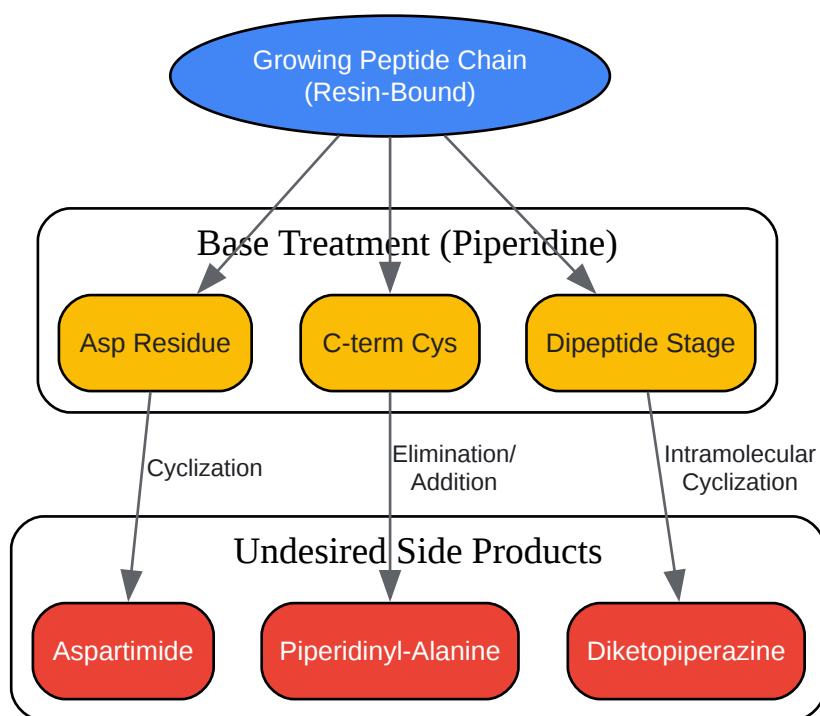 Growing Peptide Chain
(Resin-Bound)
Base Treatment (Piperidine)
Asp Residue
C-term Cys
Dipeptide Stage
Cyclization
Elimination/
Addition
Intramolecular
Cyclization
Undesired Side Products
Aspartimide
Piperidinyl-Alanine
Diketopiperazine